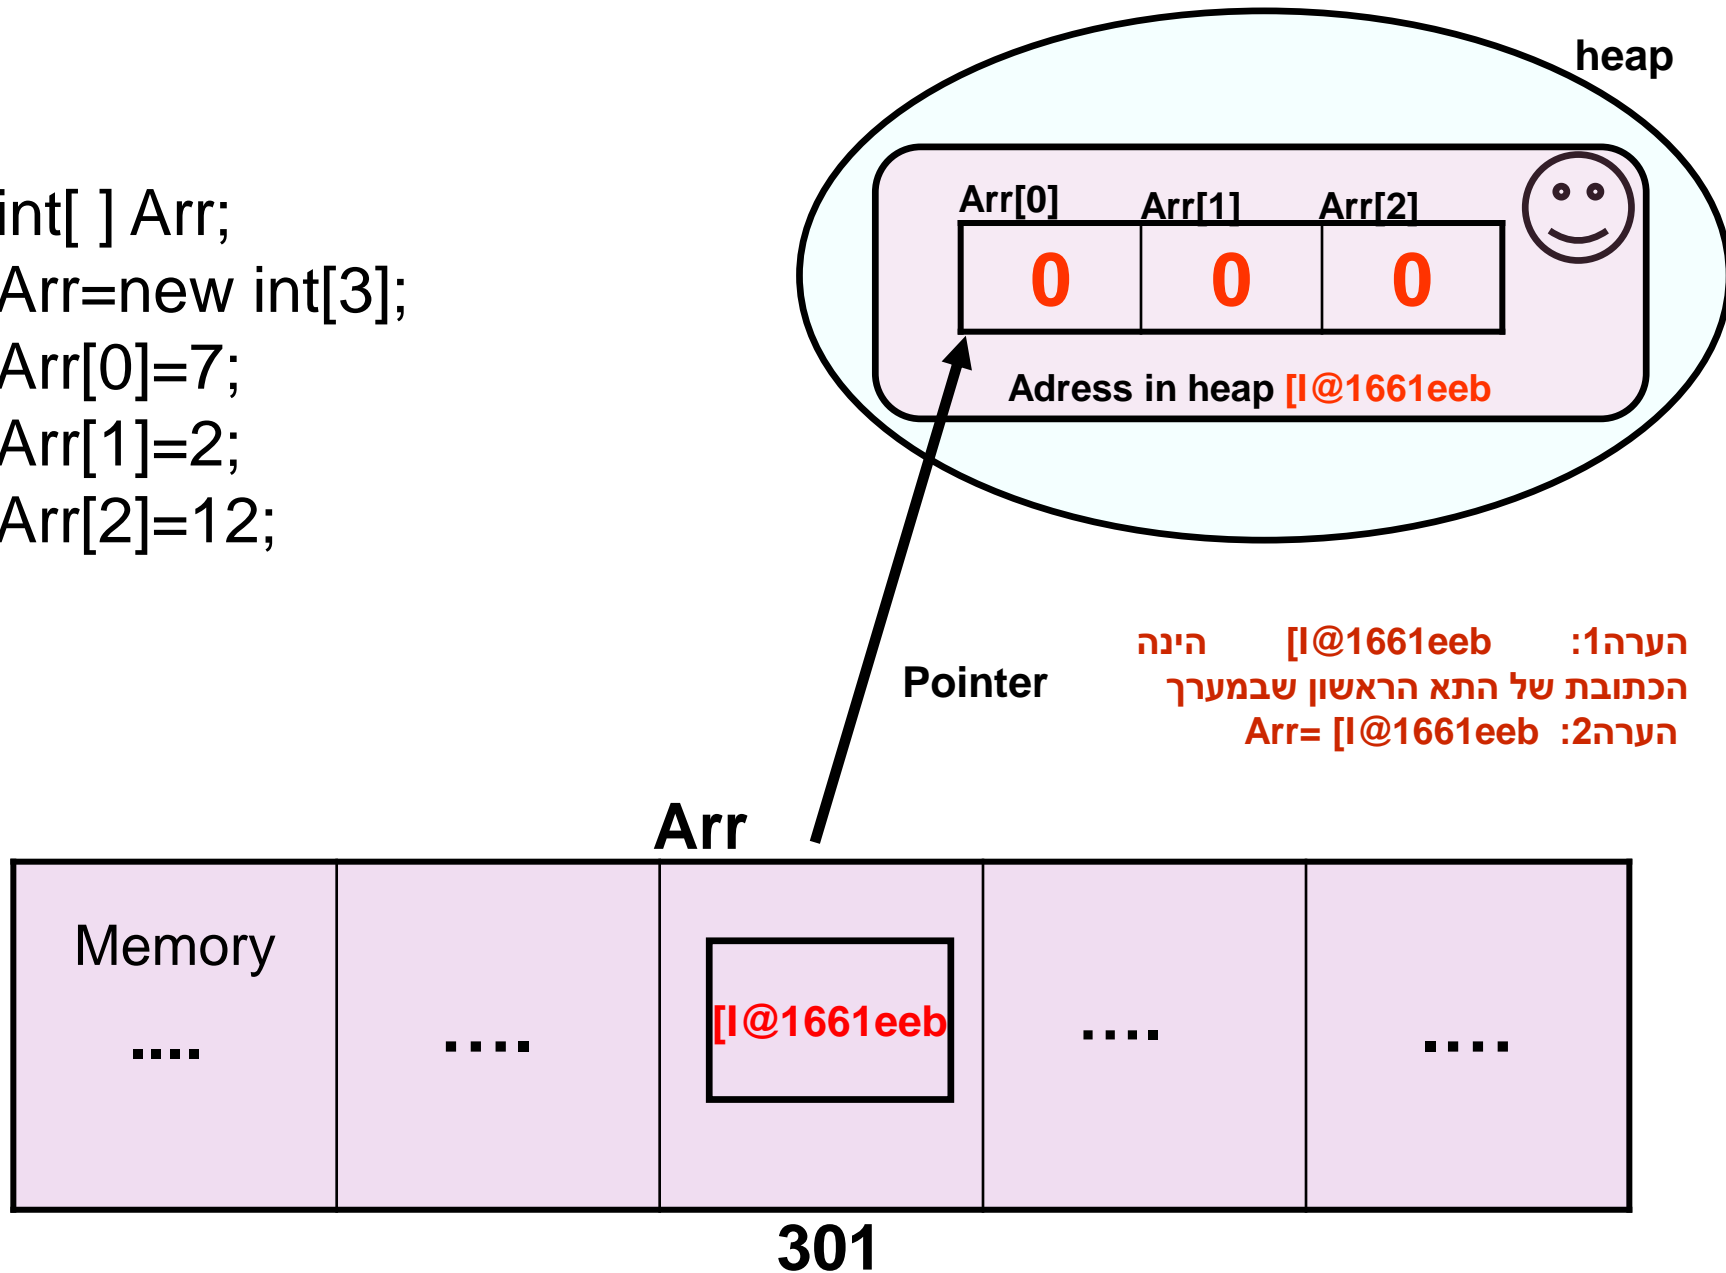 heap
int[ ] Arr;
Arr=new int[3];
Arr[0]=7;
Arr[1]=2;
Arr[2]=12;
Arr[0] Arr[1] Arr[2]
0 0 0
Adress in heap [I@1661eeb
הערה1: [I@1661eeb הינה
הכתובת של התא הראשון שבמערך
הערה2: Arr= [I@1661eeb
Pointer
Arr
Memory
.... .... [I@1661eeb .... ....
301